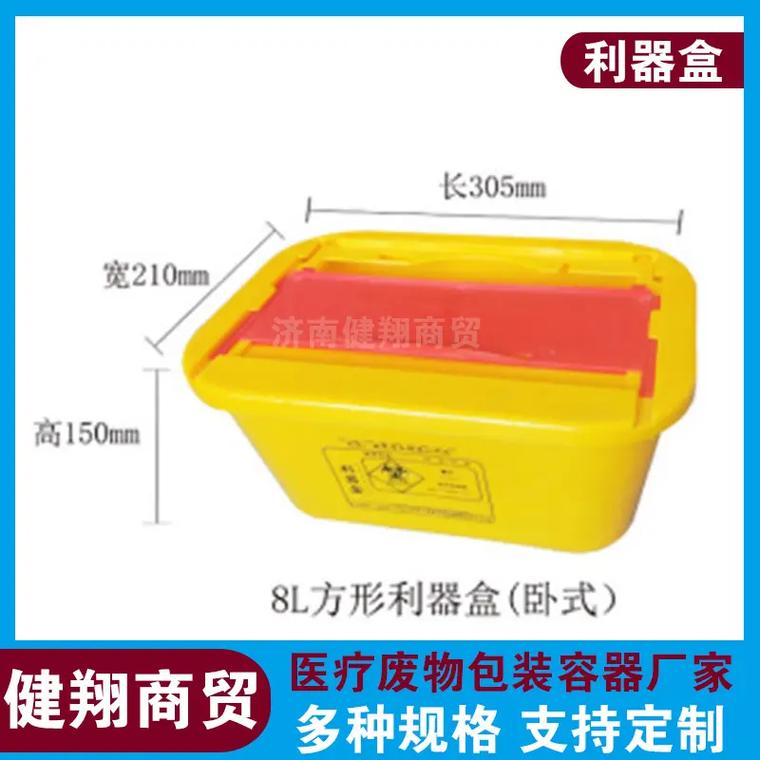 利器盒
长305mm
宽210mm
济南健翔商贸
高150mm
利器盒
8L方形利器盒(卧式)
健翔商贸
医疗废物包装容器厂家
多种规格 支持定制